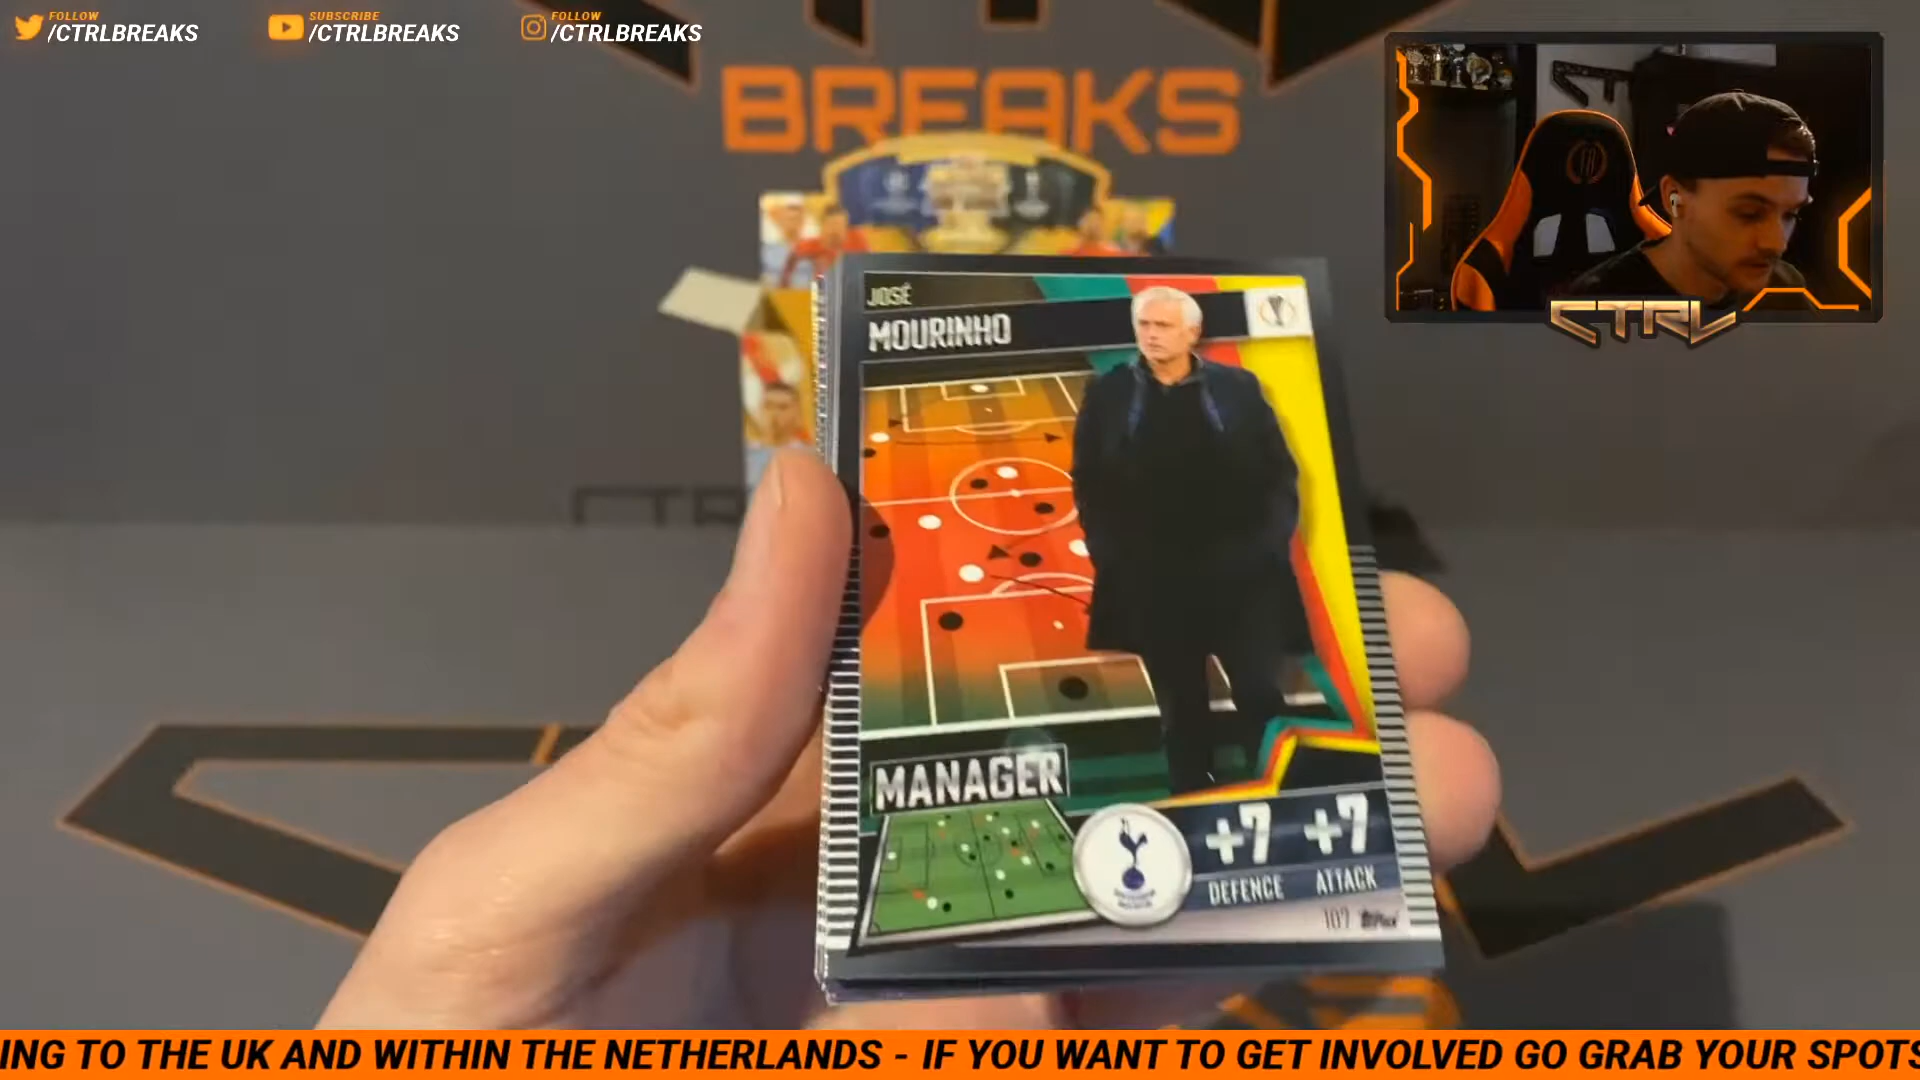 FOLLOW
/CTRLBREAKS
SUBSCRIBE
/CTRLBREAKS
FOLLOW
/CTRLBREAKS
BREAKS
CTRL
JOSÉ
MOURINHO
MANAGER
+7 +7
DEFENCE ATTACK
107 Topps
ING TO THE UK AND WITHIN THE NETHERLANDS - IF YOU WANT TO GET INVOLVED GO GRAB YOUR SPOTS